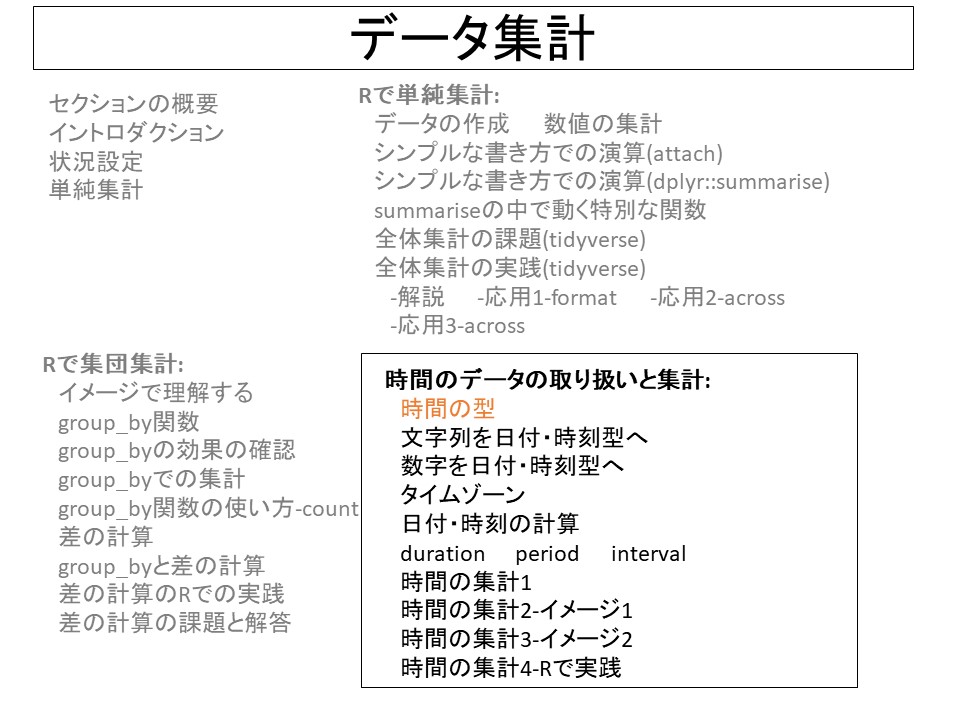 データ集計
セクションの概要
イントロダクション
状況設定
単純集計
Rで単純集計:
データの作成　数値の集計
シンプルな書き方での演算(attach)
シンプルな書き方での演算(dplyr::summarise)
summariseの中で動く特別な関数
全体集計の課題(tidyverse)
全体集計の実践(tidyverse)
-解説　-応用1-format　-応用2-across
-応用3-across
Rで集団集計:
イメージで理解する
group_by関数
group_byの効果の確認
group_byでの集計
group_by関数の使い方-count
差の計算
group_byと差の計算
差の計算のRでの実践
差の計算の課題と解答
時間のデータの取り扱いと集計:
時間の型
文字列を日付・時刻型へ
数字を日付・時刻型へ
タイムゾーン
日付・時刻の計算
duration　period　interval
時間の集計1
時間の集計2-イメージ1
時間の集計3-イメージ2
時間の集計4-Rで実践